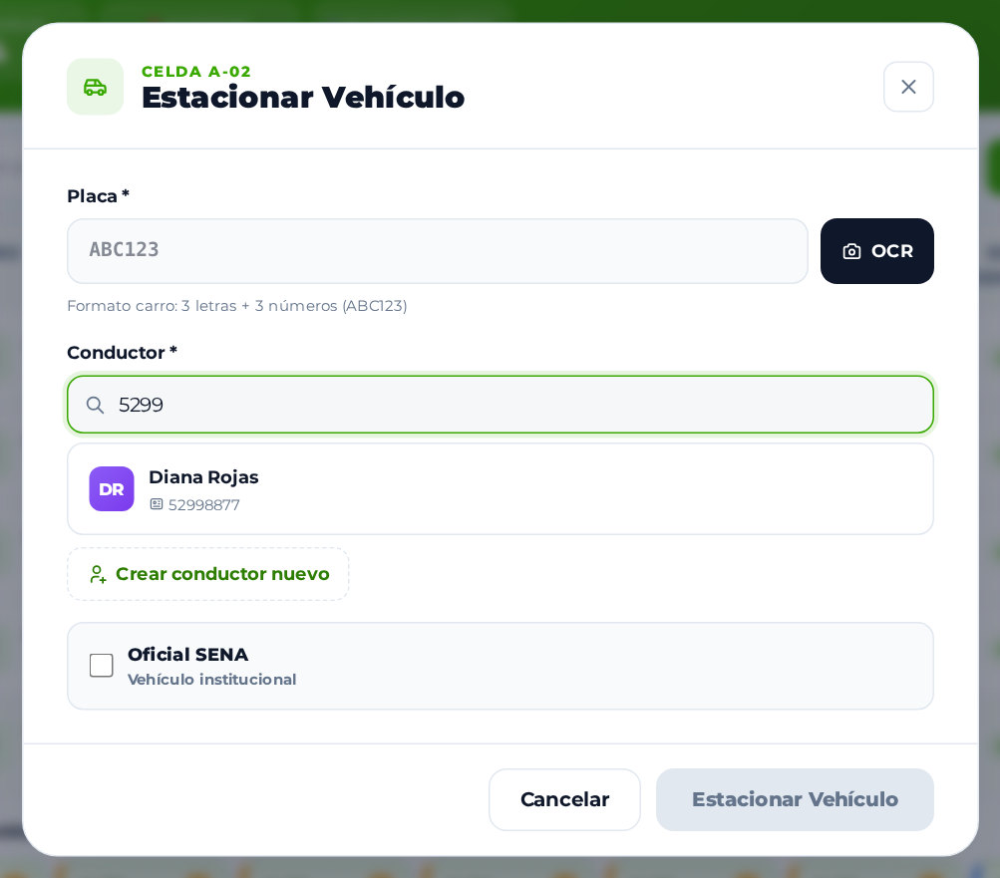 CELDA A-02
Estacionar Vehículo
Placa *
ABC123
OCR
Formato carro: 3 letras + 3 números (ABC123)
Conductor *
5299
DR
Diana Rojas
52998877
Crear conductor nuevo
Oficial SENA
Vehículo institucional
Cancelar
Estacionar Vehículo